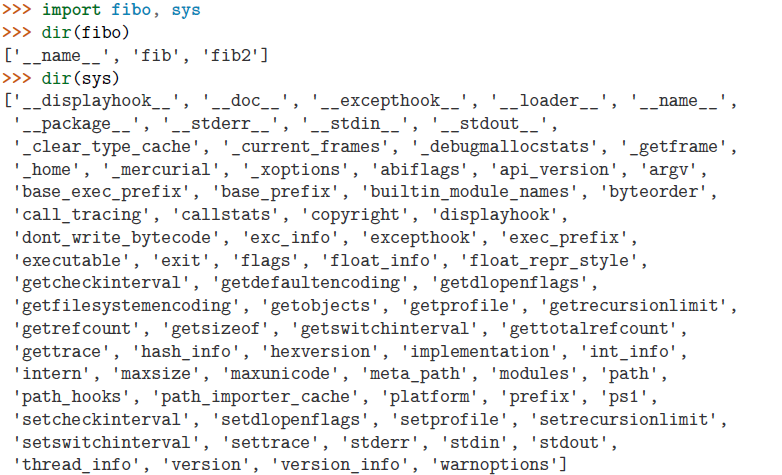 >>> import fibo, sys
>>> dir(fibo)
['__name__', 'fib', 'fib2']
>>> dir(sys)
['__displayhook__', '__doc__', '__excepthook__', '__loader__', '__name__',
'__package__', '__stderr__', '__stdin__', '__stdout__',
'_clear_type_cache', '_current_frames', '_debugmallocstats', '_getframe',
'_home', '_mercurial', '_xoptions', 'abiflags', 'api_version', 'argv',
'base_exec_prefix', 'base_prefix', 'builtin_module_names', 'byteorder',
'call_tracing', 'callstats', 'copyright', 'displayhook',
'dont_write_bytecode', 'exc_info', 'excepthook', 'exec_prefix',
'executable', 'exit', 'flags', 'float_info', 'float_repr_style',
'getcheckinterval', 'getdefaultencoding', 'getdlopenflags',
'getfilesystemencoding', 'getobjects', 'getprofile', 'getrecursionlimit',
'getrefcount', 'getsizeof', 'getswitchinterval', 'gettotalrefcount',
'gettrace', 'hash_info', 'hexversion', 'implementation', 'int_info',
'intern', 'maxsize', 'maxunicode', 'meta_path', 'modules', 'path',
'path_hooks', 'path_importer_cache', 'platform', 'prefix', 'ps1',
'setcheckinterval', 'setdlopenflags', 'setprofile', 'setrecursionlimit',
'setswitchinterval', 'settrace', 'stderr', 'stdin', 'stdout',
'thread_info', 'version', 'version_info', 'warnoptions']